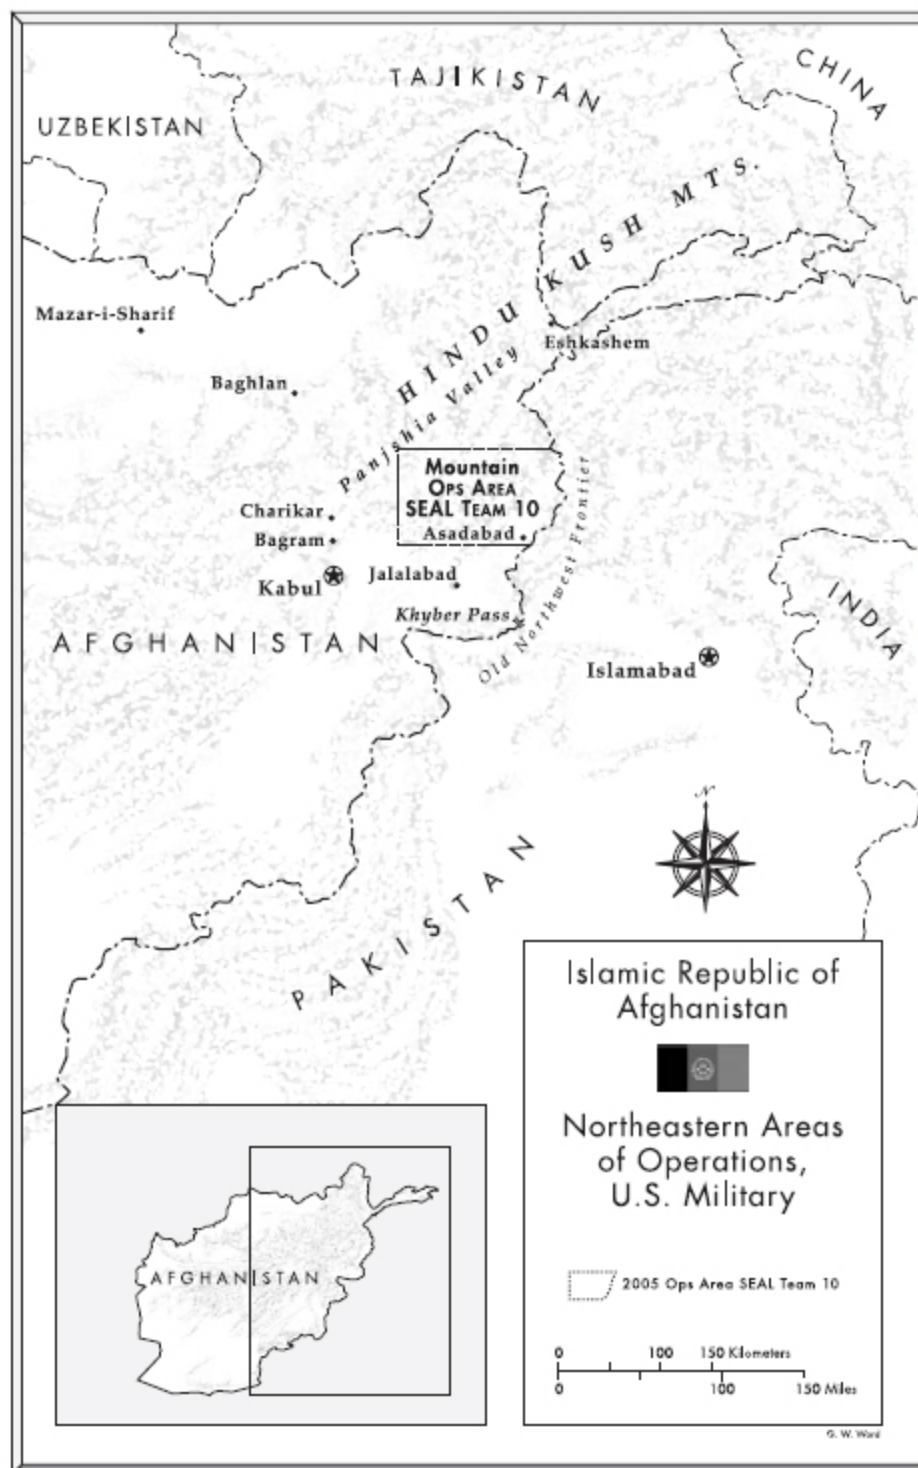 TAJIKISTAN
CHINA
UZBEKISTAN
HINDU KUSH MTS.
Mazar-i-Sharif
Eshkashem
Baghlan
Panjshia Valley
Mountain
Ops Area
SEAL Team 10
Asadabad
Charikar
Bagram
Kabul
Jalalabad
Khyber Pass
Old Northwest Frontier
INDIA
AFGHANISTAN
Islamabad
N
PAKISTAN
Islamic Republic of
Afghanistan
Northeastern Areas
of Operations,
U.S. Military
2005 Ops Area SEAL Team 10
0 100 150 Kilometers
0 100 150 Miles
AFGHANISTAN
G. W. Ward